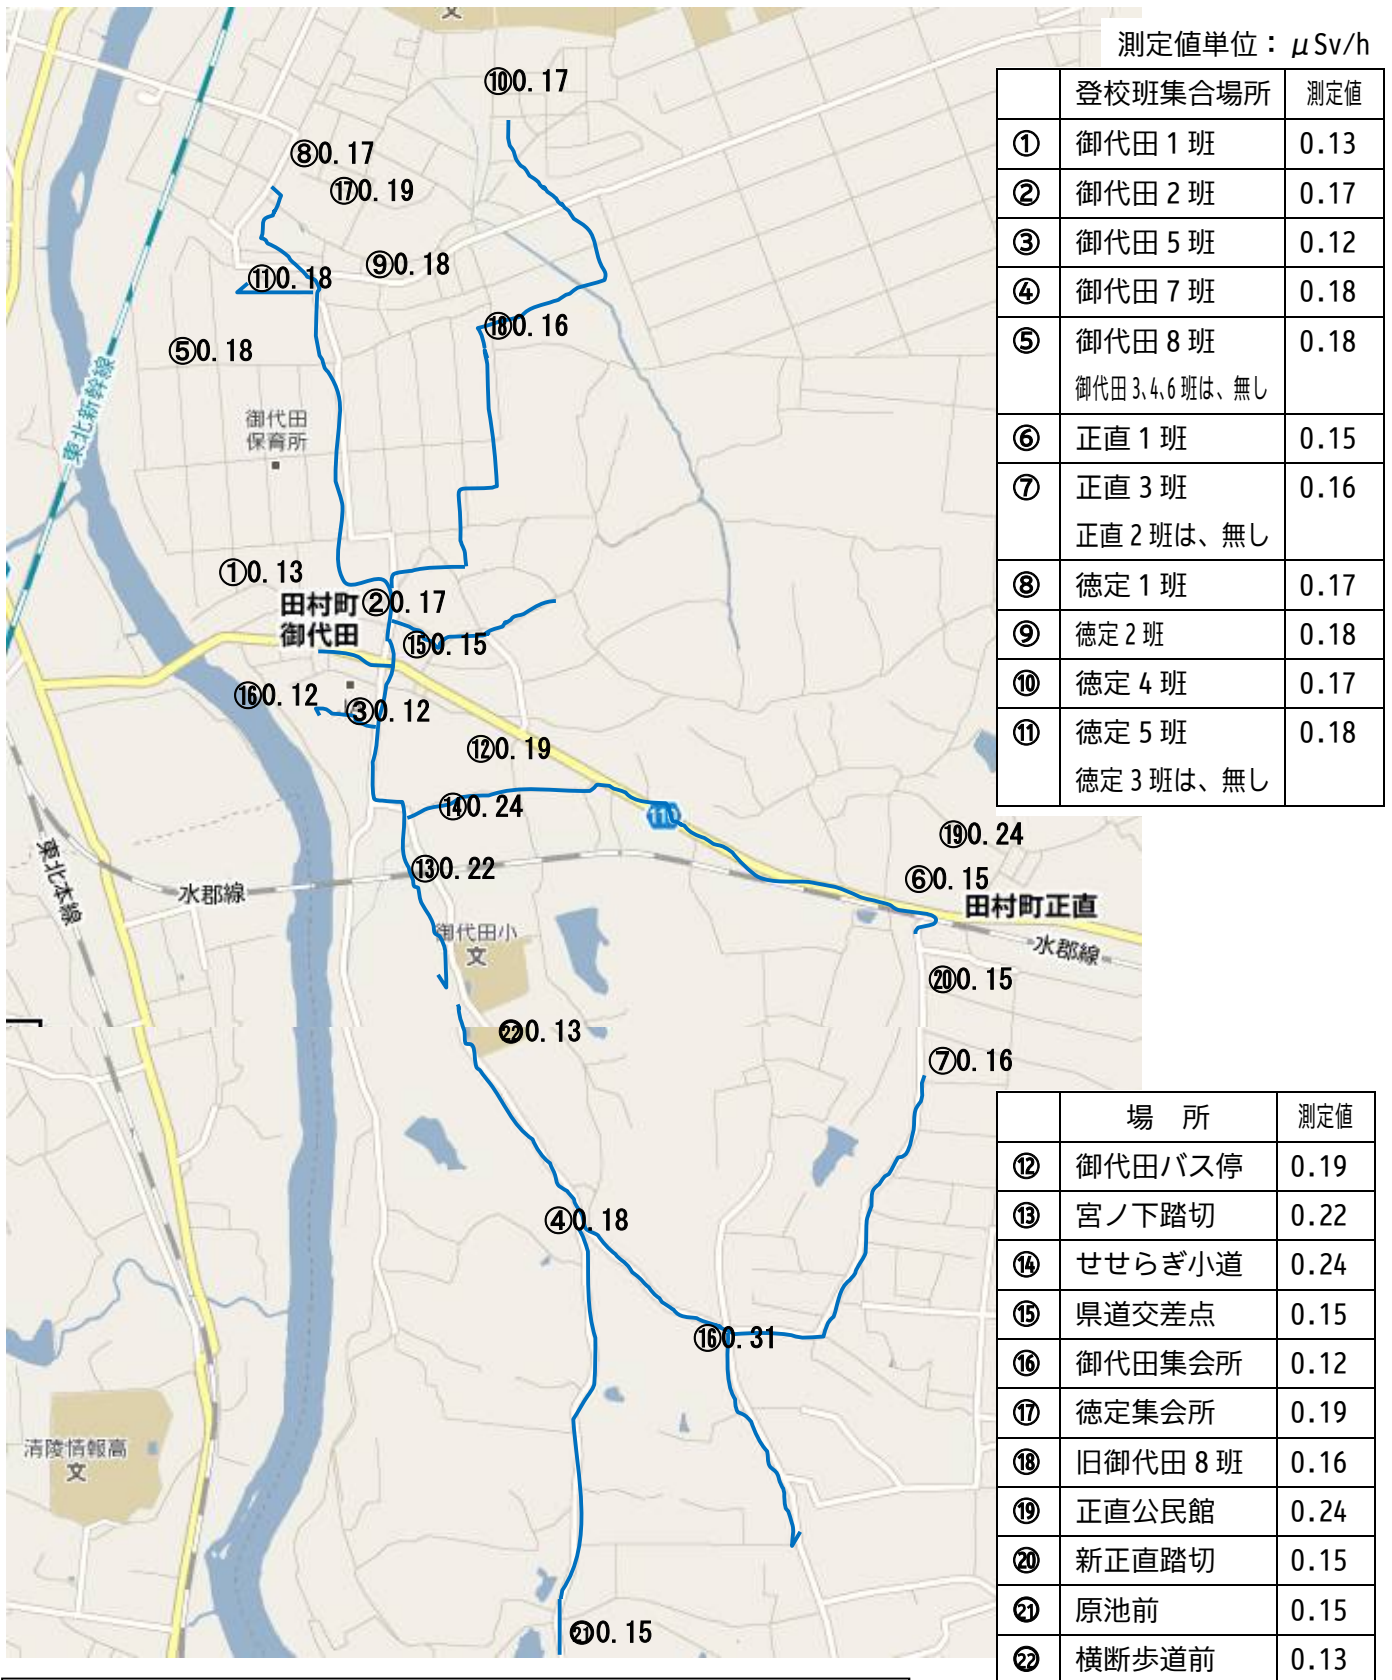 文
測定値単位：μSv/h
登校班集合場所 測定値
① 御代田1班 0.13
② 御代田2班 0.17
③ 御代田5班 0.12
④ 御代田7班 0.18
⑤ 御代田8班 0.18
御代田3、4、6班は、無し
⑥ 正直1班 0.15
⑦ 正直3班 0.16
正直2班は、無し
⑧ 徳定1班 0.17
⑨ 徳定2班 0.18
⑩ 徳定4班 0.17
⑪ 徳定5班 0.18
徳定3班は、無し
⑩0.17
⑧0.17
⑰0.19
⑨0.18
⑪0.18
⑱0.16
⑤0.18
東北新幹線
御代田
保育所
①0.13
田村町
御代田
②0.17
⑮0.15
⑯0.12
③0.12
⑫0.19
⑭0.24
110
⑲0.24
⑬0.22
⑥0.15
東北本線
水郡線
田村町正直
御代田小
文
水郡線
⑳0.15
㉒0.13
⑦0.16
④0.18
⑯0.31
清陵情報高
文
㉑0.15
場 所 測定値
⑫ 御代田バス停 0.19
⑬ 宮ノ下踏切 0.22
⑭ せせらぎ小道 0.24
⑮ 県道交差点 0.15
⑯ 御代田集会所 0.12
⑰ 徳定集会所 0.19
⑱ 旧御代田8班 0.16
⑲ 正直公民館 0.24
⑳ 新正直踏切 0.15
㉑ 原池前 0.15
㉒ 横断歩道前 0.13